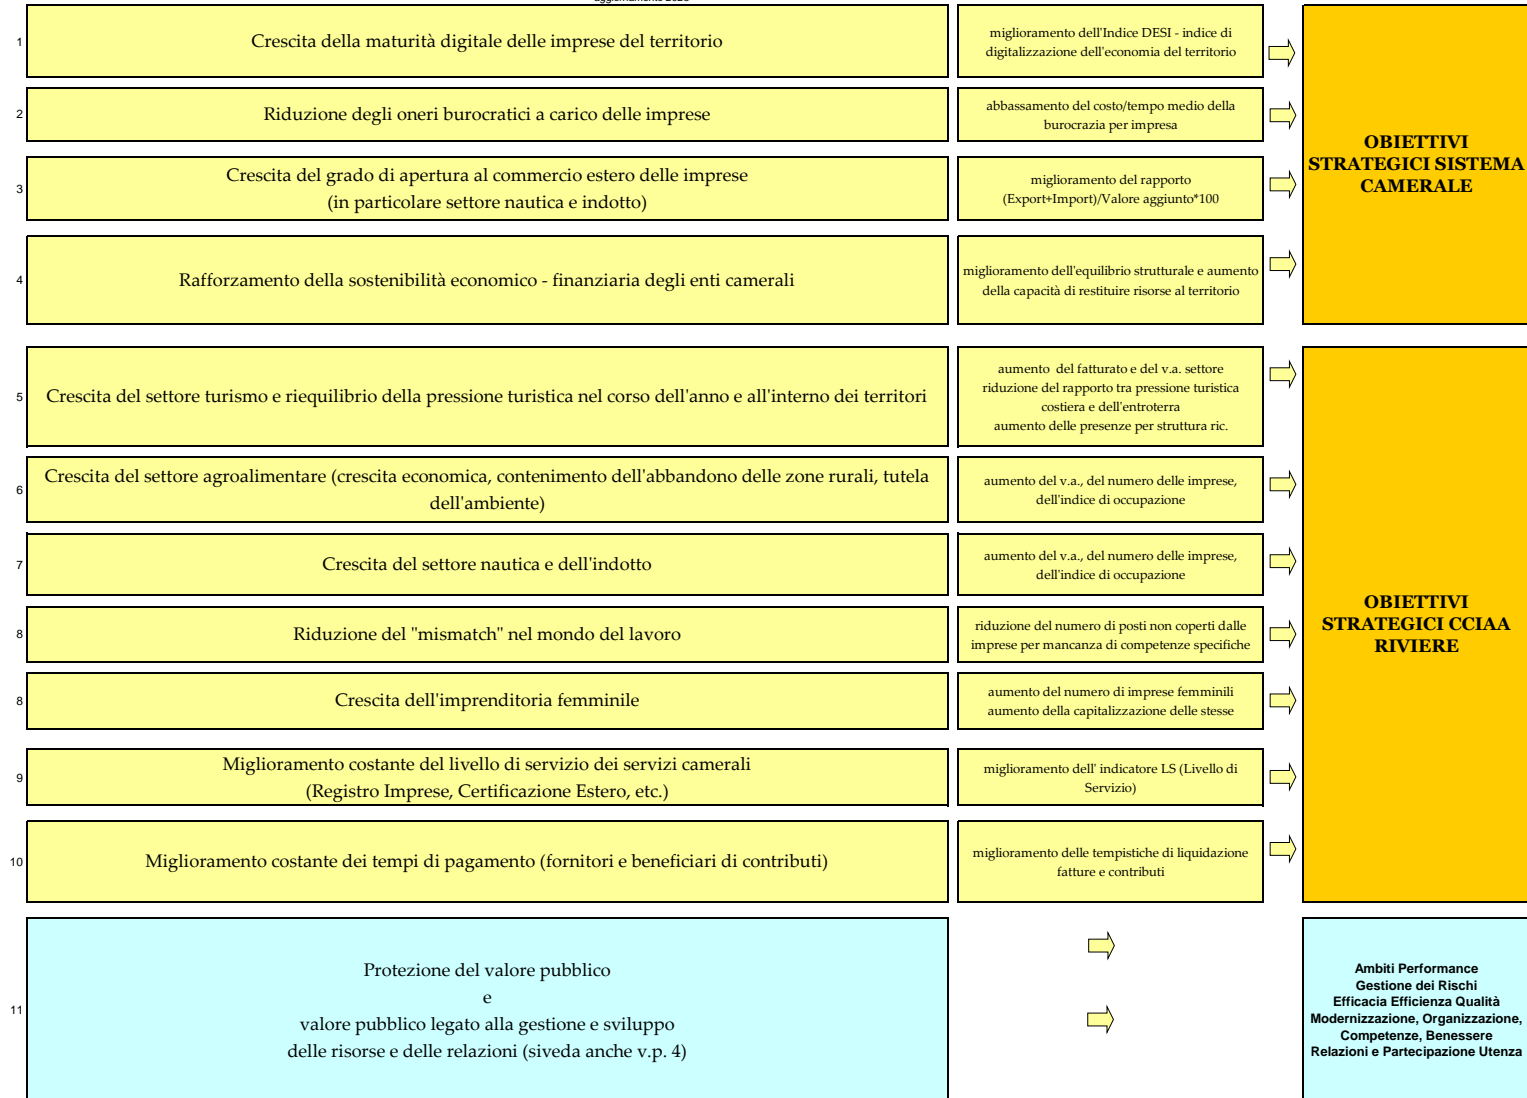 aggiornamento 2023
1
Crescita della maturità digitale delle imprese del territorio
miglioramento dell'Indice DESI - indice di
digitalizzazione dell'economia del territorio
2
Riduzione degli oneri burocratici a carico delle imprese
abbassamento del costo/tempo medio della
burocrazia per impresa
3
Crescita del grado di apertura al commercio estero delle imprese
(in particolare settore nautica e indotto)
miglioramento del rapporto
(Export+Import)/Valore aggiunto*100
4
Rafforzamento della sostenibilità economico - finanziaria degli enti camerali
miglioramento dell'equilibrio strutturale e aumento
della capacità di restituire risorse al territorio
OBIETTIVI
STRATEGICI SISTEMA
CAMERALE
5
Crescita del settore turismo e riequilibrio della pressione turistica nel corso dell'anno e all'interno dei territori
aumento del fatturato e del v.a. settore
riduzione del rapporto tra pressione turistica
costiera e dell'entroterra
aumento delle presenze per struttura ric.
6
Crescita del settore agroalimentare (crescita economica, contenimento dell'abbandono delle zone rurali, tutela
dell'ambiente)
aumento del v.a., del numero delle imprese,
dell'indice di occupazione
7
Crescita del settore nautica e dell'indotto
aumento del v.a., del numero delle imprese,
dell'indice di occupazione
8
Riduzione del "mismatch" nel mondo del lavoro
riduzione del numero di posti non coperti dalle
imprese per mancanza di competenze specifiche
8
Crescita dell'imprenditoria femminile
aumento del numero di imprese femminili
aumento della capitalizzazione delle stesse
9
Miglioramento costante del livello di servizio dei servizi camerali
(Registro Imprese, Certificazione Estero, etc.)
miglioramento dell' indicatore LS (Livello di
Servizio)
10
Miglioramento costante dei tempi di pagamento (fornitori e beneficiari di contributi)
miglioramento delle tempistiche di liquidazione
fatture e contributi
OBIETTIVI
STRATEGICI CCIAA
RIVIERE
11
Protezione del valore pubblico
e
valore pubblico legato alla gestione e sviluppo
delle risorse e delle relazioni (siveda anche v.p. 4)
Ambiti Performance
Gestione dei Rischi
Efficacia Efficienza Qualità
Modernizzazione, Organizzazione,
Competenze, Benessere
Relazioni e Partecipazione Utenza